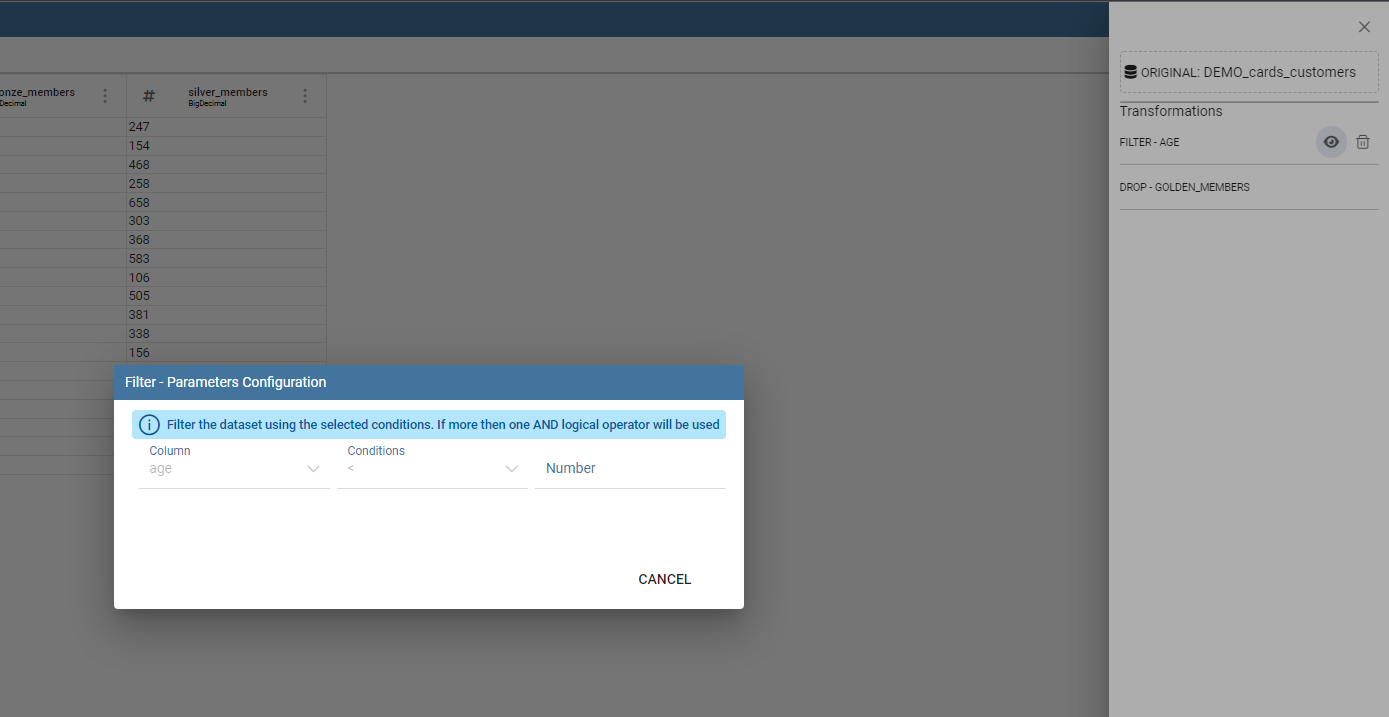 onze_members
Decimal
#
silver_members
BigDecimal
247
154
468
258
658
303
368
583
106
505
381
338
156
Filter - Parameters Configuration
Filter the dataset using the selected conditions. If more then one AND logical operator will be used
Column
age
Conditions
<
Number
CANCEL
ORIGINAL: DEMO_cards_customers
Transformations
FILTER - AGE
DROP - GOLDEN_MEMBERS